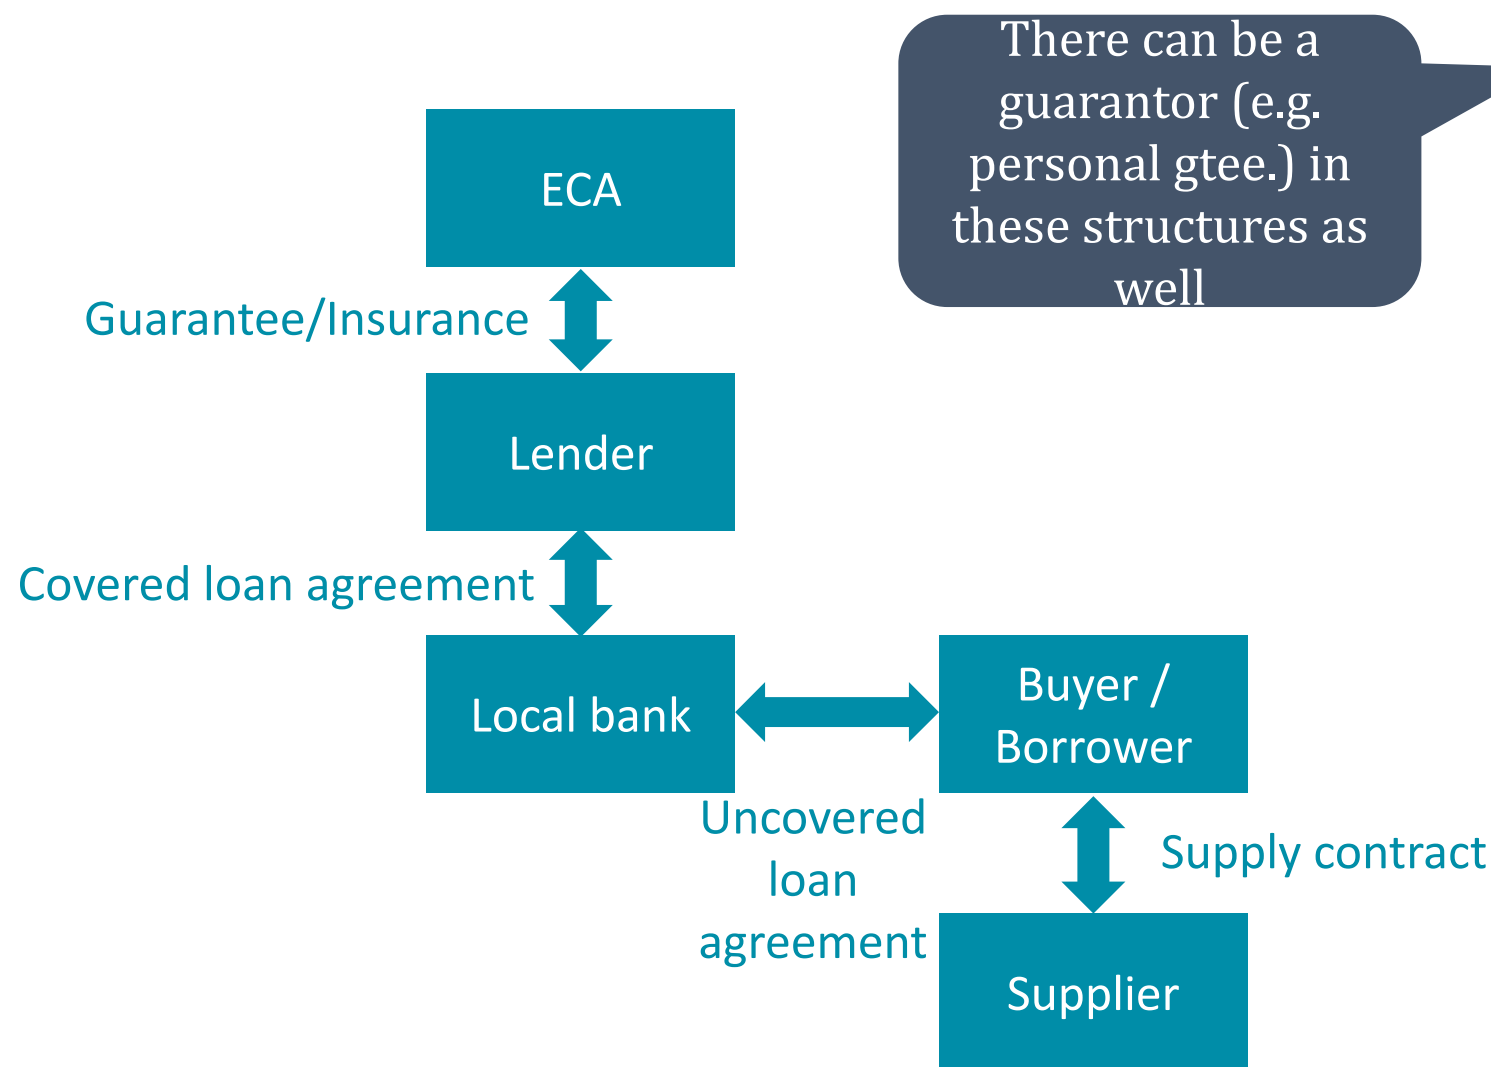 There can be a
guarantor (e.g.
personal gtee.) in
these structures as
well
ECA
Guarantee/Insurance
Lender
Covered loan agreement
Local bank
Buyer /
Borrower
Uncovered
loan
agreement
Supply contract
Supplier